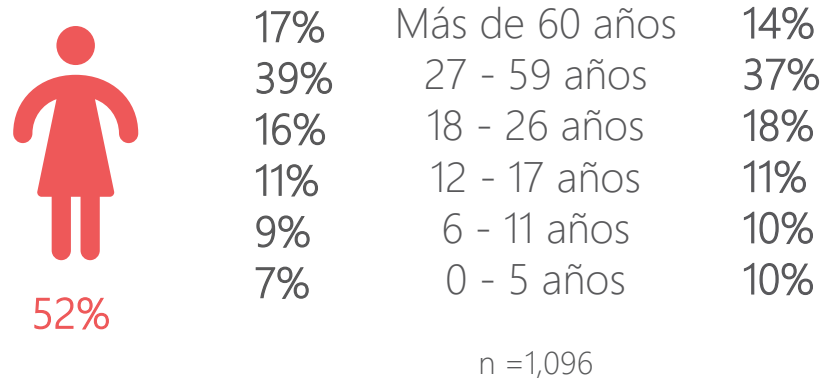 17% Más de 60 años 14%
39% 27 - 59 años 37%
16% 18 - 26 años 18%
11% 12 - 17 años 11%
9% 6 - 11 años 10%
7% 0 - 5 años 10%
52%
n =1,096